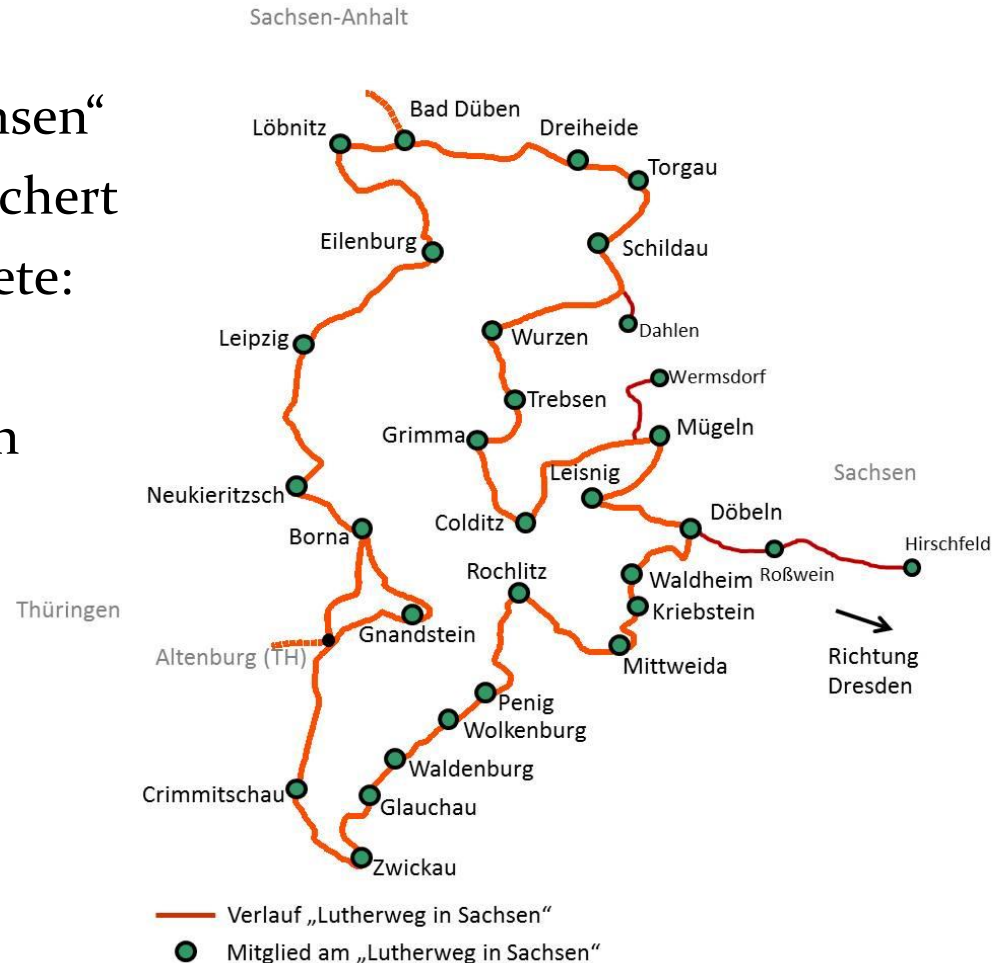 Sachsen-Anhalt
nsen“
Bad Düben
Löbnitz
Dreiheide
Torgau
chert
Eilenburg
Schildau
ete:
Leipzig
Wurzen
Dahlen
Wermsdorf
Trebsen
Grimma
Mügeln
n
Leisnig
Sachsen
Neukieritzsch
Colditz
Döbeln
Borna
Hirschfeld
Rochlitz
Waldheim
Roßwein
Thüringen
Kriebstein
Gnandstein
Altenburg (TH)
Mittweida
Richtung
Dresden
Penig
Wolkenburg
Waldenburg
Crimmitschau
Glauchau
Zwickau
Verlauf „Lutherweg in Sachsen“
Mitglied am „Lutherweg in Sachsen“